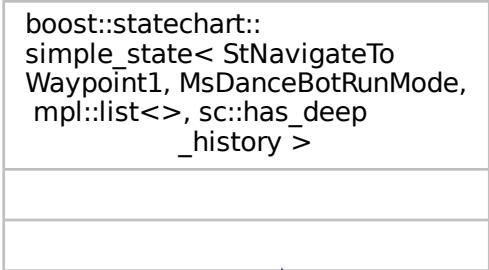 boost::statechart::
simple_state< StNavigateTo
Waypoint1, MsDanceBotRunMode,
mpl::list<>, sc::has_deep
_history >